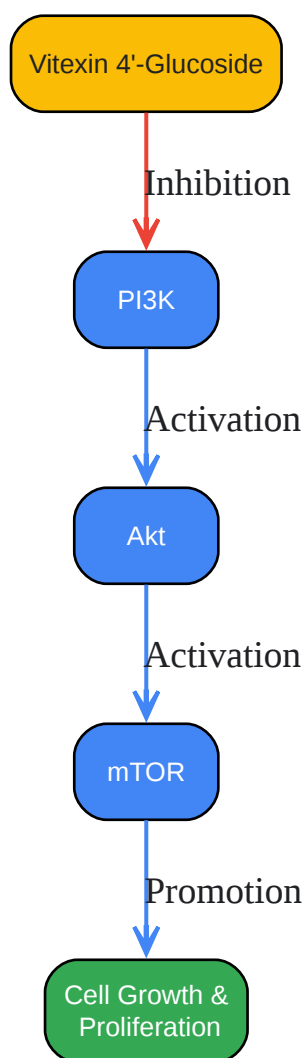 Vitexin 4'-Glucoside
Inhibition
PI3K
Activation
Akt
Activation
mTOR
Promotion
Cell Growth &
Proliferation